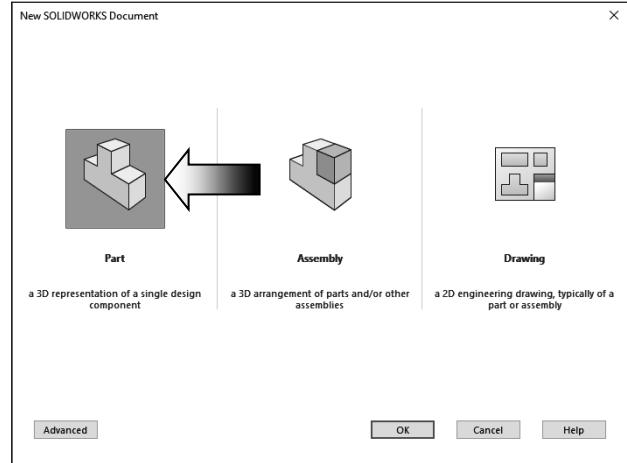 New SOLIDWORKS Document
Part
Assembly
Drawing
a 3D representation of a single design
component
a 3D arrangement of parts and/or other
assemblies
a 2D engineering drawing, typically of a
part or assembly
Advanced
OK
Cancel
Help